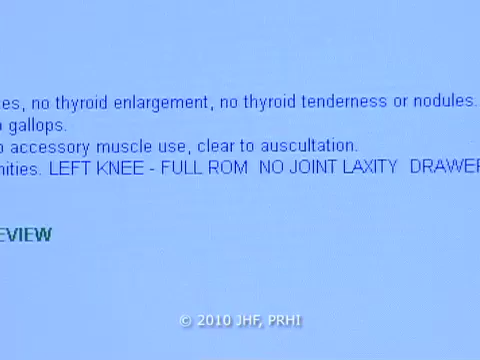 es, no thyroid enlargement, no thyroid tenderness or nodules.
gallops.
accessory muscle use, clear to auscultation.
nities. LEFT KNEE - FULL ROM NO JOINT LAXITY DRAWER
EVIEW
© 2010 JHF, PRHI